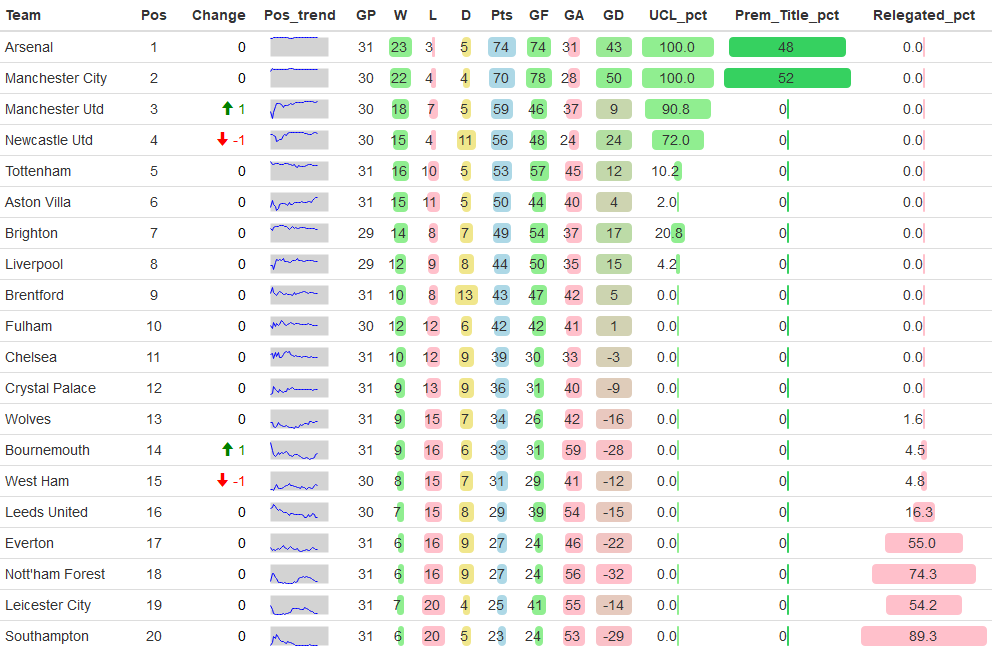 Team Pos Change Pos_trend GP W L D Pts GF GA GD UCL_pct Prem_Title_pct Relegated_pct
Arsenal 1 0 31 23 3 5 74 74 31 43 100.0 48 0.0
Manchester City 2 0 30 22 4 4 70 78 28 50 100.0 52 0.0
Manchester Utd 3 1 30 18 7 5 59 46 37 9 90.8 0 0.0
Newcastle Utd 4 -1 30 15 4 11 56 48 24 24 72.0 0 0.0
Tottenham 5 0 31 16 10 5 53 57 45 12 10.2 0 0.0
Aston Villa 6 0 31 15 11 5 50 44 40 4 2.0 0 0.0
Brighton 7 0 29 14 8 7 49 54 37 17 20.8 0 0.0
Liverpool 8 0 29 12 9 8 44 50 35 15 4.2 0 0.0
Brentford 9 0 31 10 8 13 43 47 42 5 0.0 0 0.0
Fulham 10 0 30 12 12 6 42 42 41 1 0.0 0 0.0
Chelsea 11 0 31 10 12 9 39 30 33 -3 0.0 0 0.0
Crystal Palace 12 0 31 9 13 9 36 31 40 -9 0.0 0 0.0
Wolves 13 0 31 9 15 7 34 26 42 -16 0.0 0 1.6
Bournemouth 14 1 31 9 16 6 33 31 59 -28 0.0 0 4.5
West Ham 15 -1 30 8 15 7 31 29 41 -12 0.0 0 4.8
Leeds United 16 0 30 7 15 8 29 39 54 -15 0.0 0 16.3
Everton 17 0 31 6 16 9 27 24 46 -22 0.0 0 55.0
Nott'ham Forest 18 0 31 6 16 9 27 24 56 -32 0.0 0 74.3
Leicester City 19 0 31 7 20 4 25 41 55 -14 0.0 0 54.2
Southampton 20 0 31 6 20 5 23 24 53 -29 0.0 0 89.3